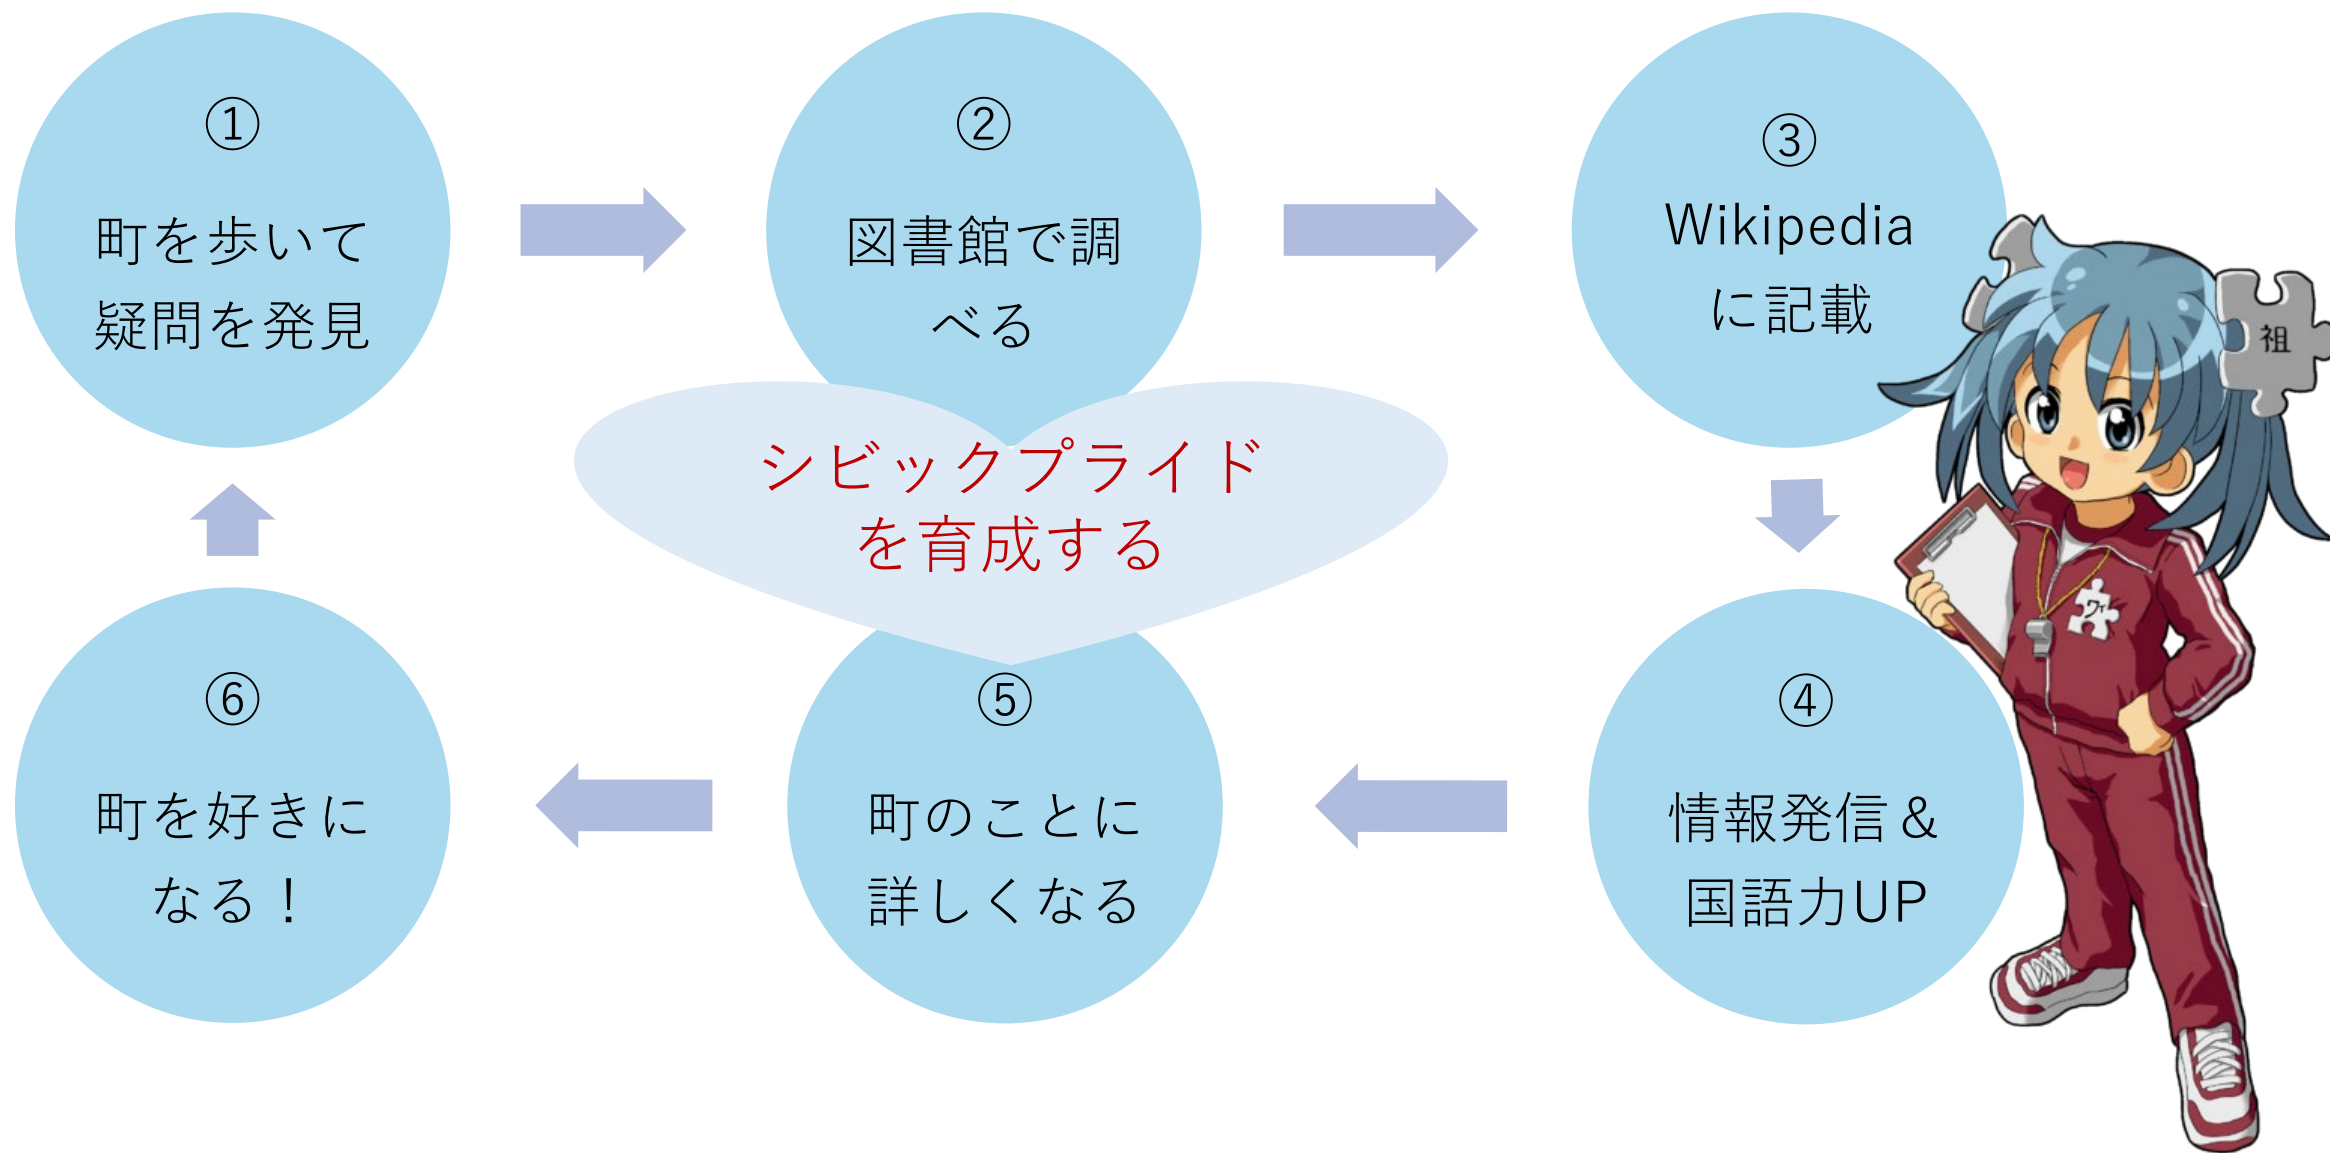 ①
町を歩いて
疑問を発見
②
図書館で調
べる
③
Wikipedia
に記載
祖
シビックプライド
を育成する
ワィ
④
情報発信＆
国語力UP
⑤
町のことに
詳しくなる
⑥
町を好きに
なる！